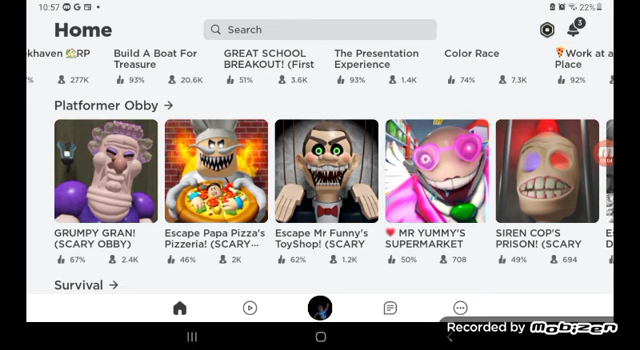 10:57
22%
Home
Search
3
khaven 🏡RP
Build A Boat For
Treasure
GREAT SCHOOL
BREAKOUT! (First
The Presentation
Experience
Color Race
🍕Work at a
Place
277K
93% 20.6K
51% 3.6K
93% 1.4K
74% 7.3K
92%
Platformer Obby →
GRUMPY GRAN!
(SCARY OBBY)
Escape Papa Pizza's
Pizzeria! (SCARY...
Escape Mr Funny's
ToyShop! (SCARY
💗 MR YUMMY'S
SUPERMARKET
SIREN COP'S
PRISON! (SCARY
67% 2.4K
46% 2K
62% 1.2K
50% 708
49% 694
Survival →
Recorded by Mobizen